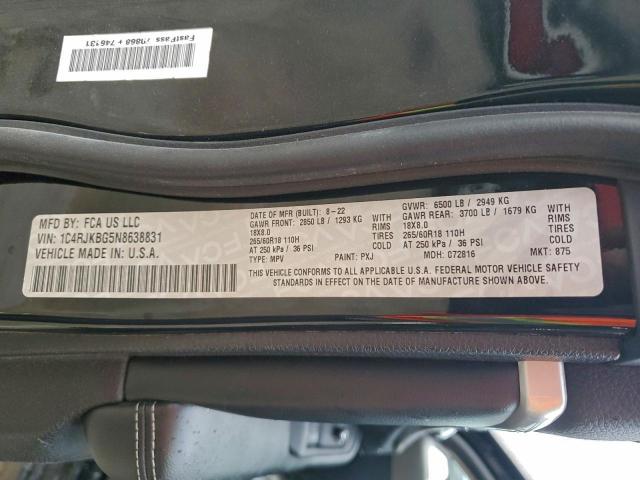 FastPass 79868 + 746131
MFD BY: FCA US LLC
VIN: 1C4RJKBG5N8638831
VEHICLE MADE IN: U.S.A.
DATE OF MFR (BUILT): 8-22 GVWR: 6500 LB / 2949 KG
GAWR FRONT: 2850 LB / 1293 KG WITH GAWR REAR: 3700 LB / 1679 KG WITH
18X8.0 RIMS 18X8.0 RIMS
265/60R18 110H TIRES 265/60R18 110H TIRES
AT 250 kPa / 36 PSI COLD AT 250 kPa / 36 PSI COLD
TYPE: MPV PAINT: PXJ MDH: 072816 MKT: 875
THIS VEHICLE CONFORMS TO ALL APPLICABLE U.S.A. FEDERAL MOTOR VEHICLE SAFETY
STANDARDS IN EFFECT ON THE DATE OF MANUFACTURE SHOWN ABOVE.